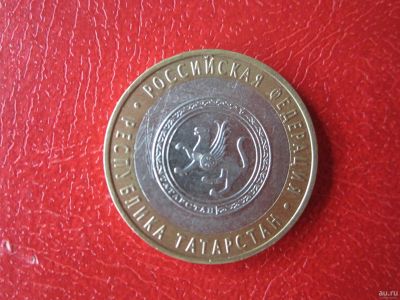 РОССИЙСКАЯ ФЕДЕРАЦИЯ
РЕСПУБЛИКА ТАТАРСТАН
ТАТАРСТАН
au.ru